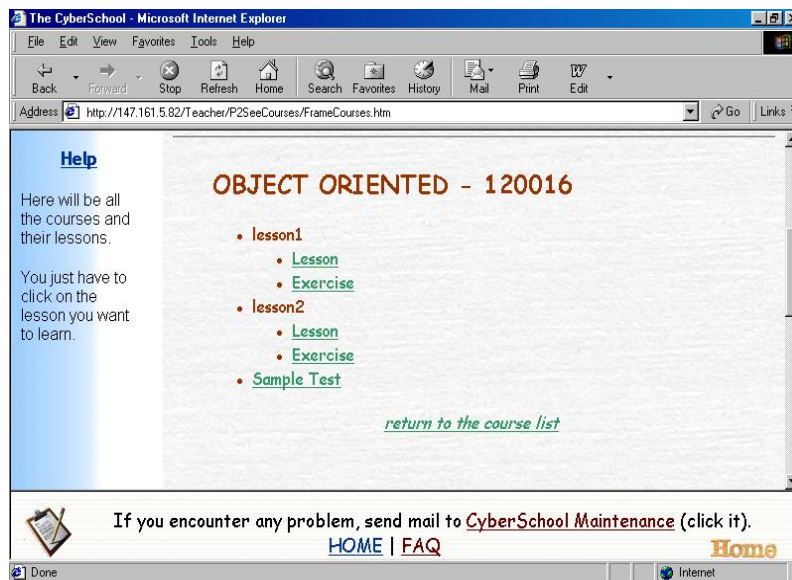 The CyberSchool - Microsoft Internet Explorer
File Edit View Favorites Tools Help
Back Forward Stop Refresh Home Search Favorites History Mail Print Edit
Address http://147.161.5.82/Teacher/P2SeeCourses/FrameCourses.htm Go Links
Help
Here will be all
the courses and
their lessons.
You just have to
click on the
lesson you want
to learn.
OBJECT ORIENTED - 120016
• lesson1
• Lesson
• Exercise
• lesson2
• Lesson
• Exercise
• Sample Test
return to the course list
If you encounter any problem, send mail to CyberSchool Maintenance (click it).
HOME | FAQ
Home
Done Internet